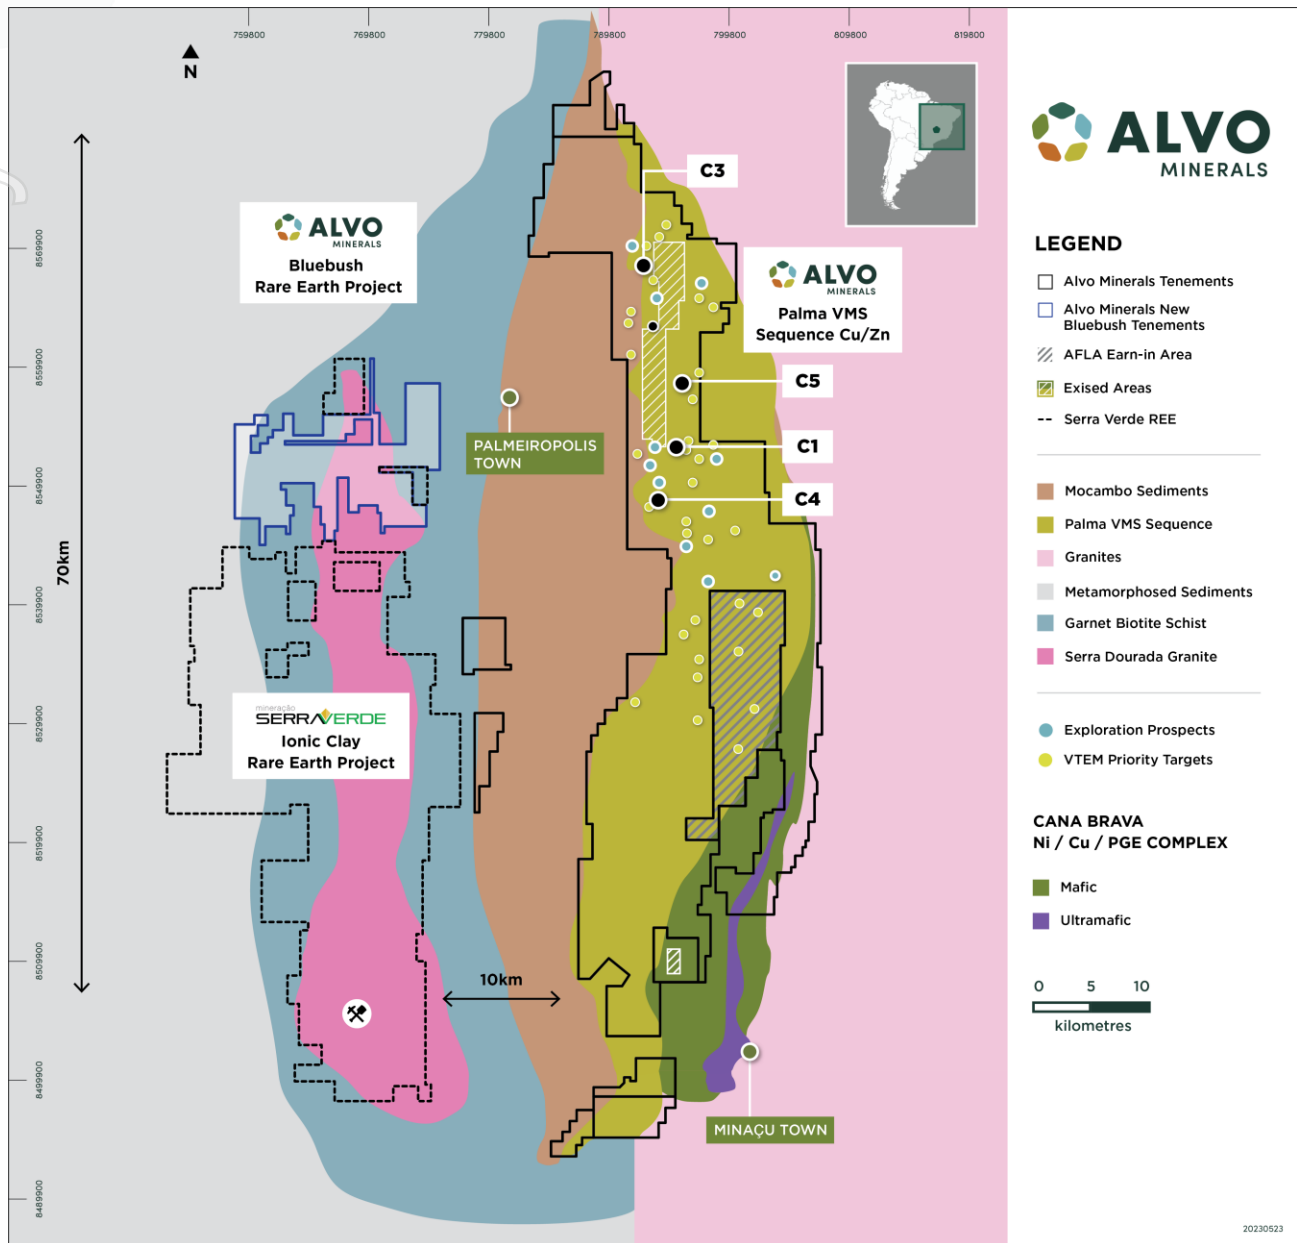 759800
769800
779800
789800
799800
809800
819800
N
8569900
8559900
8549900
8539900
8529900
8519900
8509900
8499900
8489900
70km
10km
ALVO
MINERALS
Bluebush
Rare Earth Project
C3
ALVO
MINERALS
Palma VMS
Sequence Cu/Zn
C5
C1
C4
PALMEIROPOLIS
TOWN
mineração
SERRAVERDE
Ionic Clay
Rare Earth Project
MINAÇU TOWN
ALVO
MINERALS
LEGEND
Alvo Minerals Tenements
Alvo Minerals New
Bluebush Tenements
AFLA Earn-in Area
Exised Areas
Serra Verde REE
Mocambo Sediments
Palma VMS Sequence
Granites
Metamorphosed Sediments
Garnet Biotite Schist
Serra Dourada Granite
Exploration Prospects
VTEM Priority Targets
CANA BRAVA
Ni / Cu / PGE COMPLEX
Mafic
Ultramafic
0 5 10
kilometres
20230523